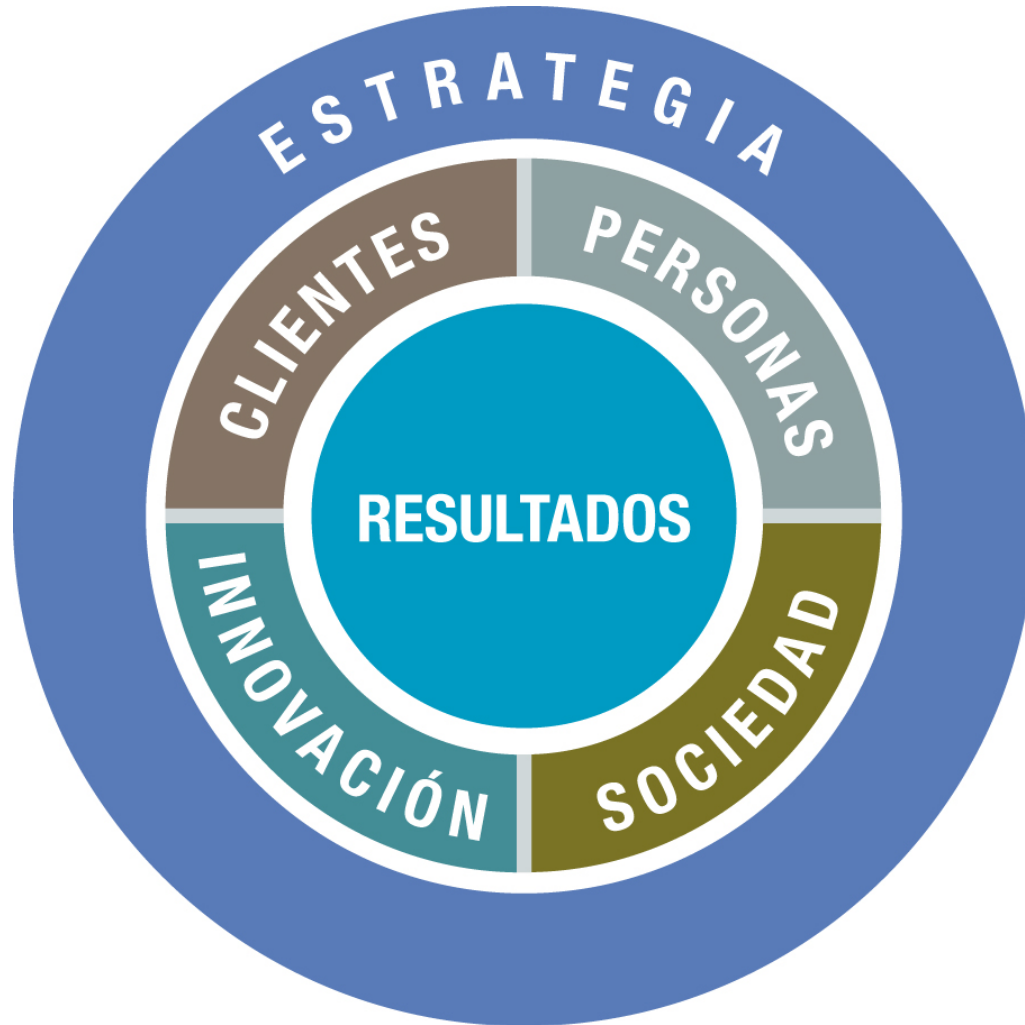 ESTRATEGIA
CLIENTES
PERSONAS
RESULTADOS
INNOVACIÓN
SOCIEDAD